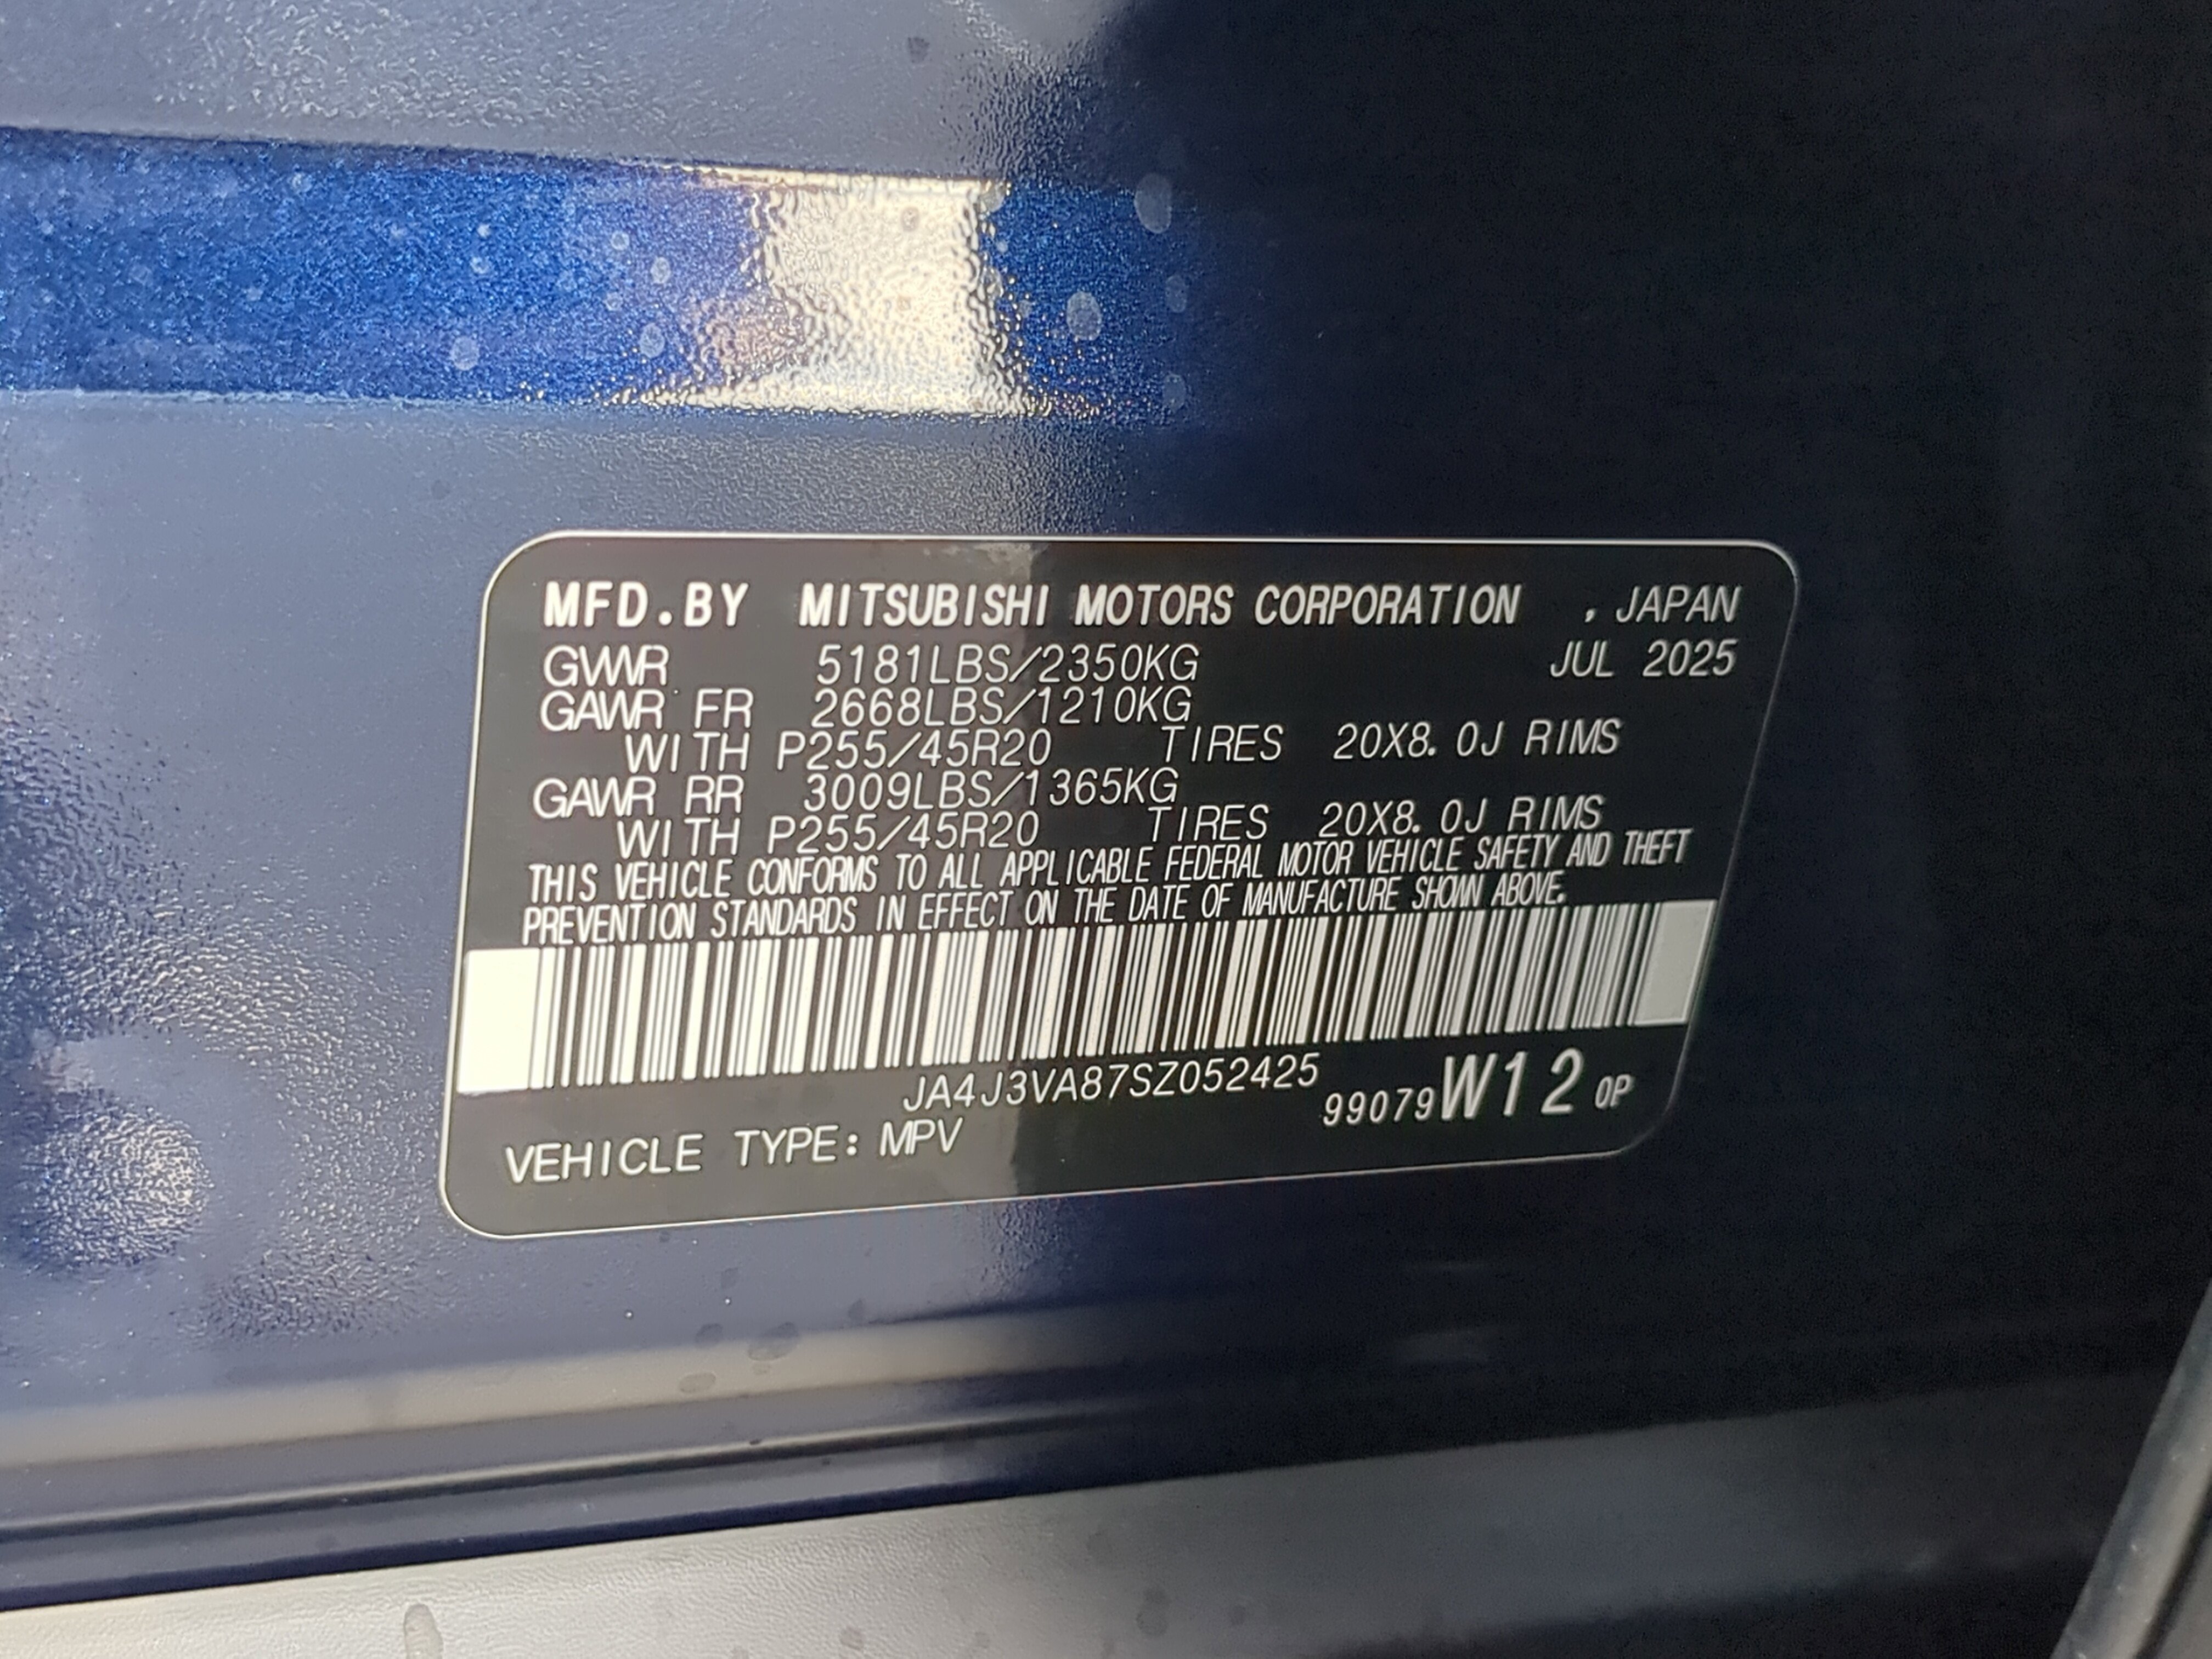 MFD.BY MITSUBISHI MOTORS CORPORATION , JAPAN
GVWR 5181LBS/2350KG JUL 2025
GAWR FR 2668LBS/1210KG
WITH P255/45R20 TIRES 20X8.0J RIMS
GAWR RR 3009LBS/1365KG
WITH P255/45R20 TIRES 20X8.0J RIMS
THIS VEHICLE CONFORMS TO ALL APPLICABLE FEDERAL MOTOR VEHICLE SAFETY AND THEFT
PREVENTION STANDARDS IN EFFECT ON THE DATE OF MANUFACTURE SHOWN ABOVE.
JA4J3VA87SZ052425
99079W12 0P
VEHICLE TYPE: MPV